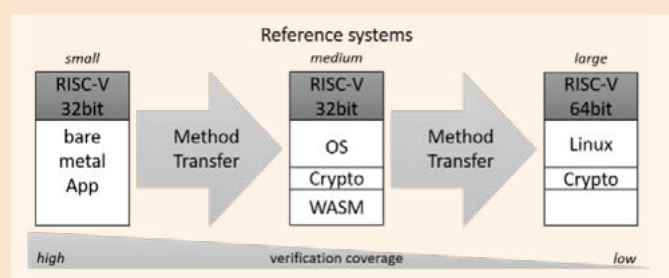 Reference systems
small
medium
large
RISC-V
32bit
bare
metal
App
Method
Transfer
RISC-V
32bit
OS
Crypto
WASM
Method
Transfer
RISC-V
64bit
Linux
Crypto
high
verification coverage
low